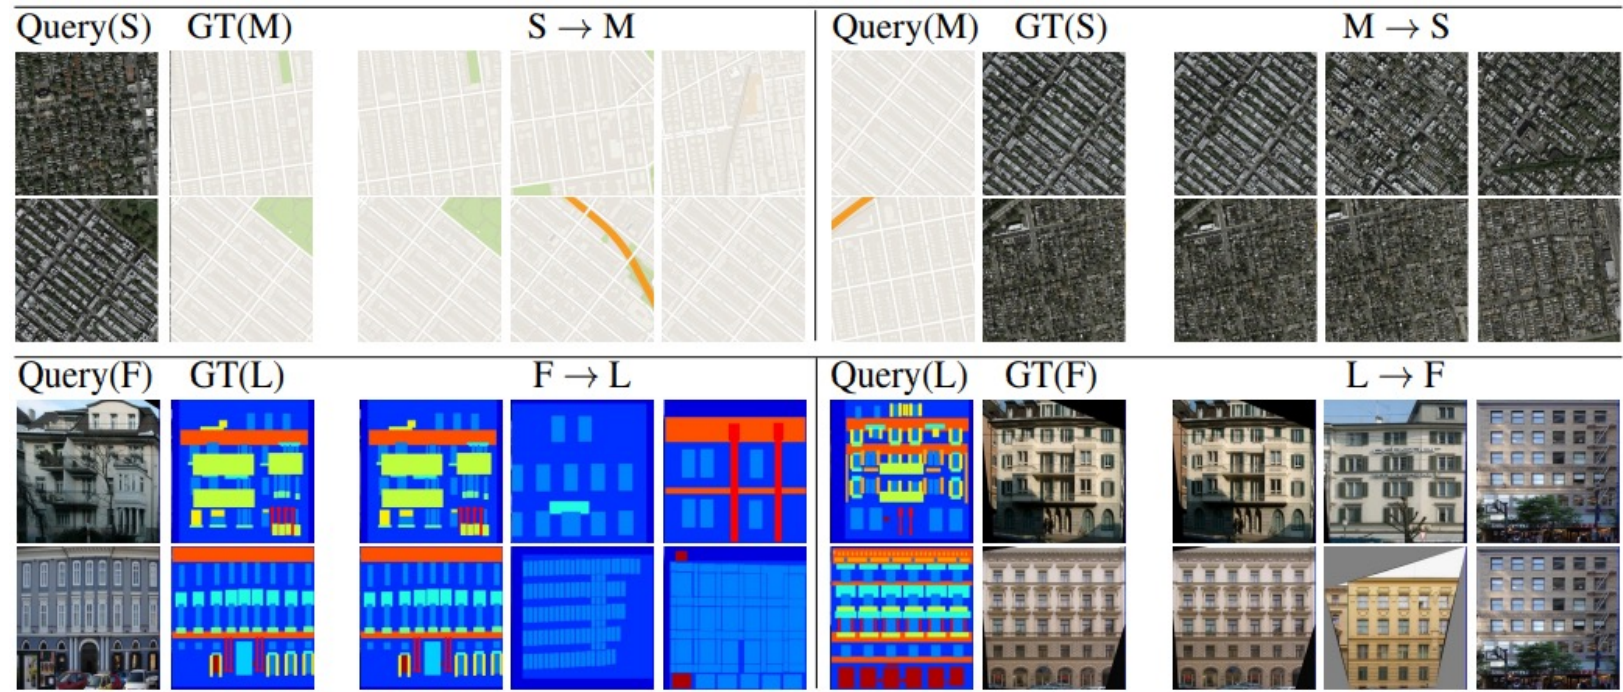 Query(S) GT(M) S → M Query(M) GT(S) M → S
Query(F) GT(L) F → L Query(L) GT(F) L → F